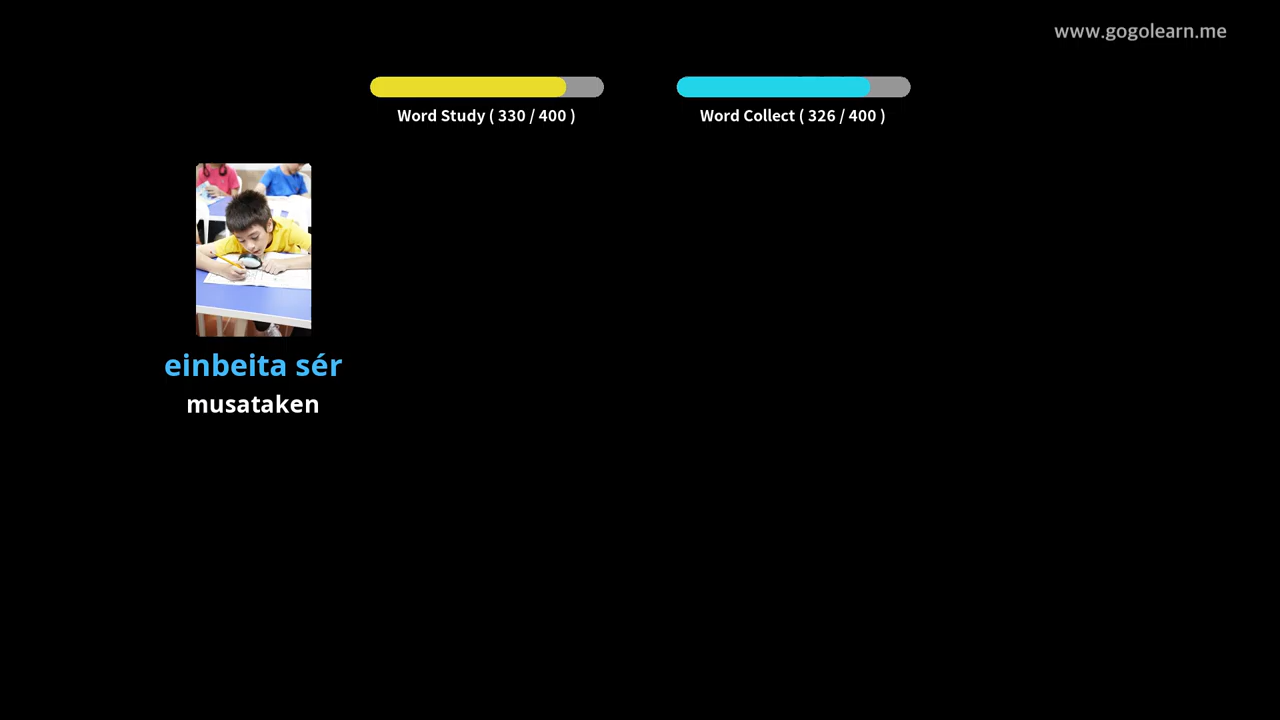 www.gogolearn.me
Word Study ( 330 / 400 )
Word Collect ( 326 / 400 )
einbeita sér
musataken